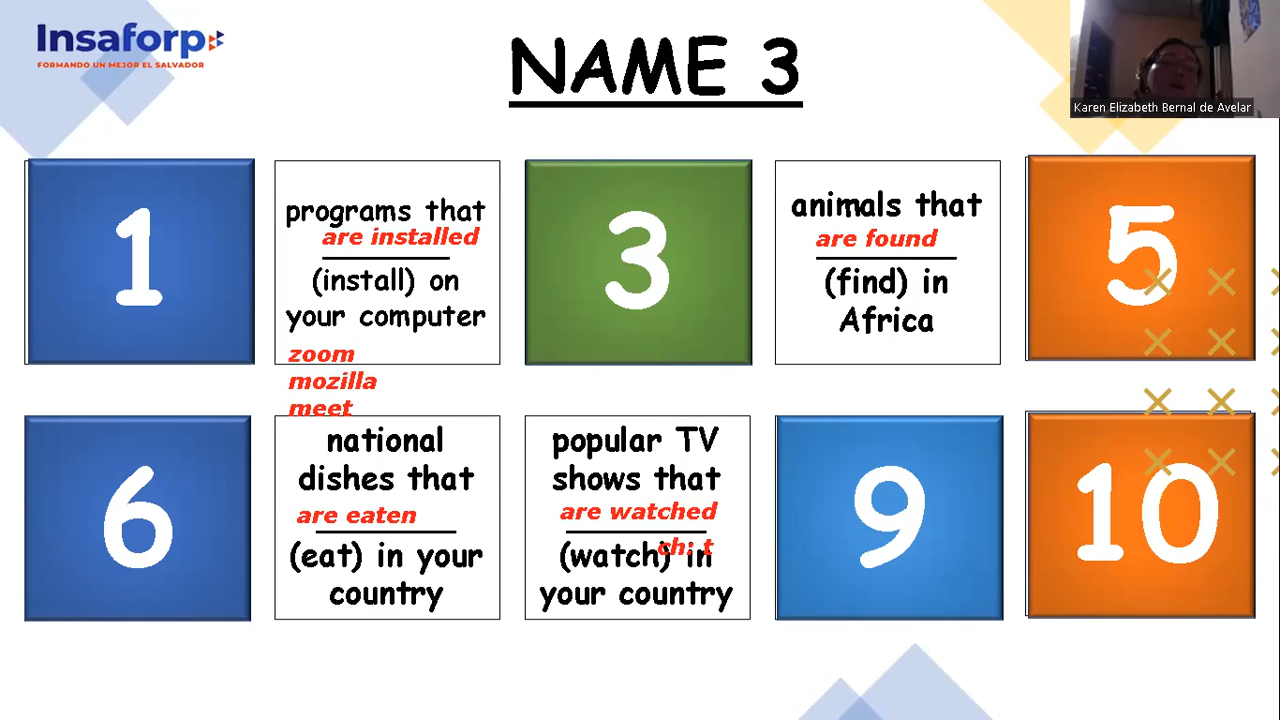 Insaforp
FORMANDO UN MEJOR EL SALVADOR
NAME 3
Karen Elizabeth Bernal de Avelar
1
programs that
are installed
(install) on
your computer
zoom
mozilla
meet
3
animals that
are found
(find) in
Africa
5
6
national
dishes that
are eaten
(eat) in your
country
popular TV
shows that
are watched
ch: t
(watch) in
your country
9
10